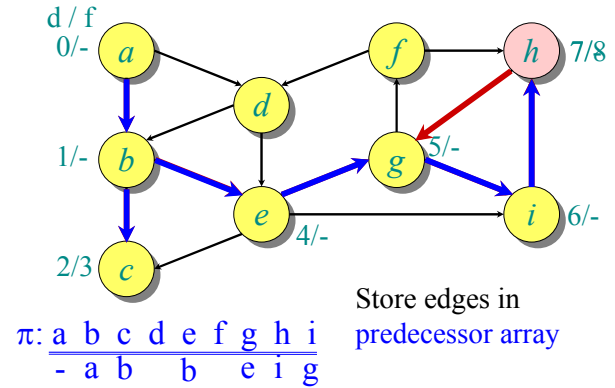 d / f
0/-
a
f
h
7/8
d
1/-
b
g
5/-
e
4/-
i
6/-
2/3
c
Store edges in
predecessor array
π: a b c d e f g h i
- a b b e i g